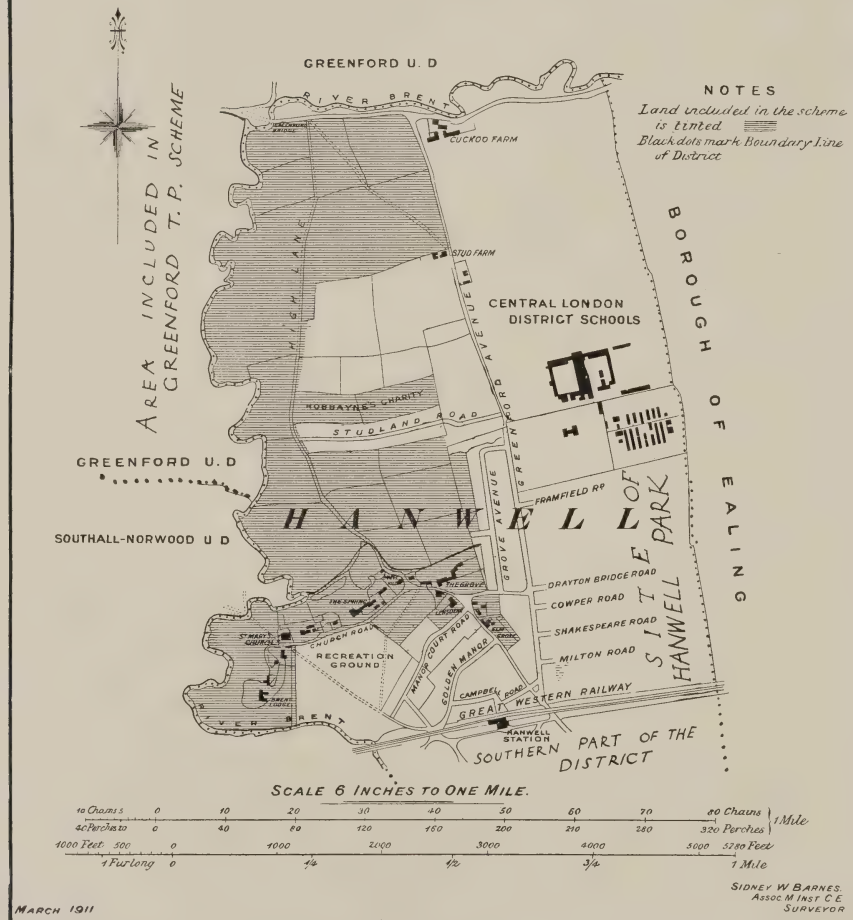 GREENFORD U. D
RIVER BRENT
GREENFORD
BRIDGE
CUCKOO FARM
NOTES
Land included in the scheme
is tinted
Black dots mark Boundary Line
of District
AREA INCLUDED IN
GREENFORD T. P. SCHEME
HIGH LANE
STUD FARM
CENTRAL LONDON
DISTRICT SCHOOLS
BOROUGH OF EALING
HOBBAYNE'S CHARITY
STUDLAND ROAD
GREENFORD AVENUE
GREENFORD U. D
SOUTHALL-NORWOOD U D
FRAMFIELD RD
HANWELL
GROVE AVENUE
SITE OF
HANWELL PARK
DRAYTON BRIDGE ROAD
COWPER ROAD
SHAKESPEARE ROAD
MILTON ROAD
THE GROVE
THE SPRING
ST MARY'S
CHURCH
CHURCH ROAD
RECREATION
GROUND
MANOR COURT ROAD
GOLDEN MANOR
ELM
GROVE
CAMPBELL ROAD
BRENT
LODGE
GREAT WESTERN RAILWAY
RIVER BRENT
HANWELL
STATION
SOUTHERN PART OF THE
DISTRICT
SCALE 6 INCHES TO ONE MILE.
10 Chains 5 0 10 20 30 40 50 60 70 80 Chains
40 Perches 20 0 40 80 120 160 200 240 280 320 Perches
1 Mile
1000 Feet 500 0 1000 2000 3000 4000 5000 5280 Feet
1 Furlong 0 1/4 1/2 3/4 1 Mile
SIDNEY W BARNES.
ASSOC M INST C E
SURVEYOR
MARCH 1911